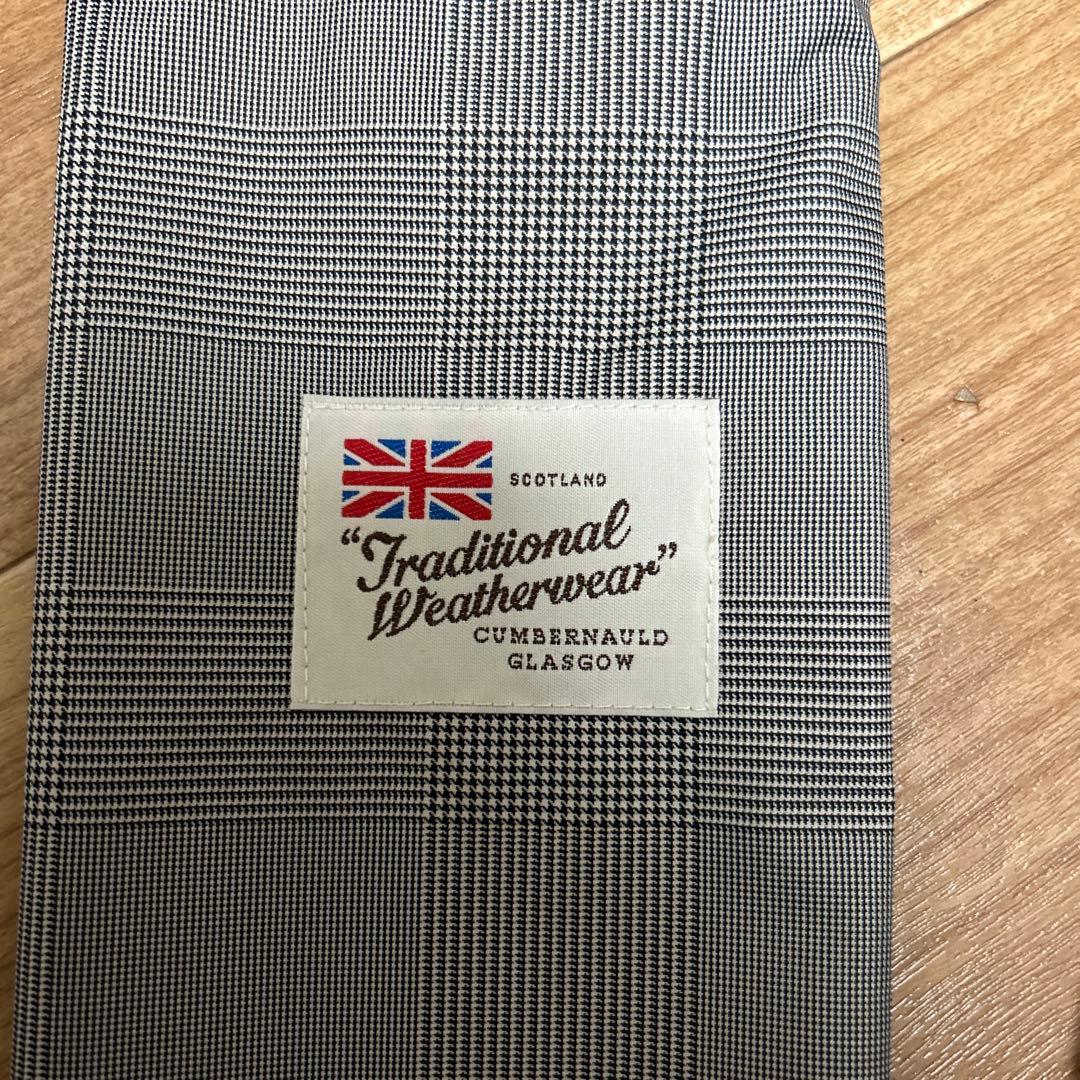 SCOTLAND
“Traditional
Weatherwear”
CUMBERNAULD
GLASGOW